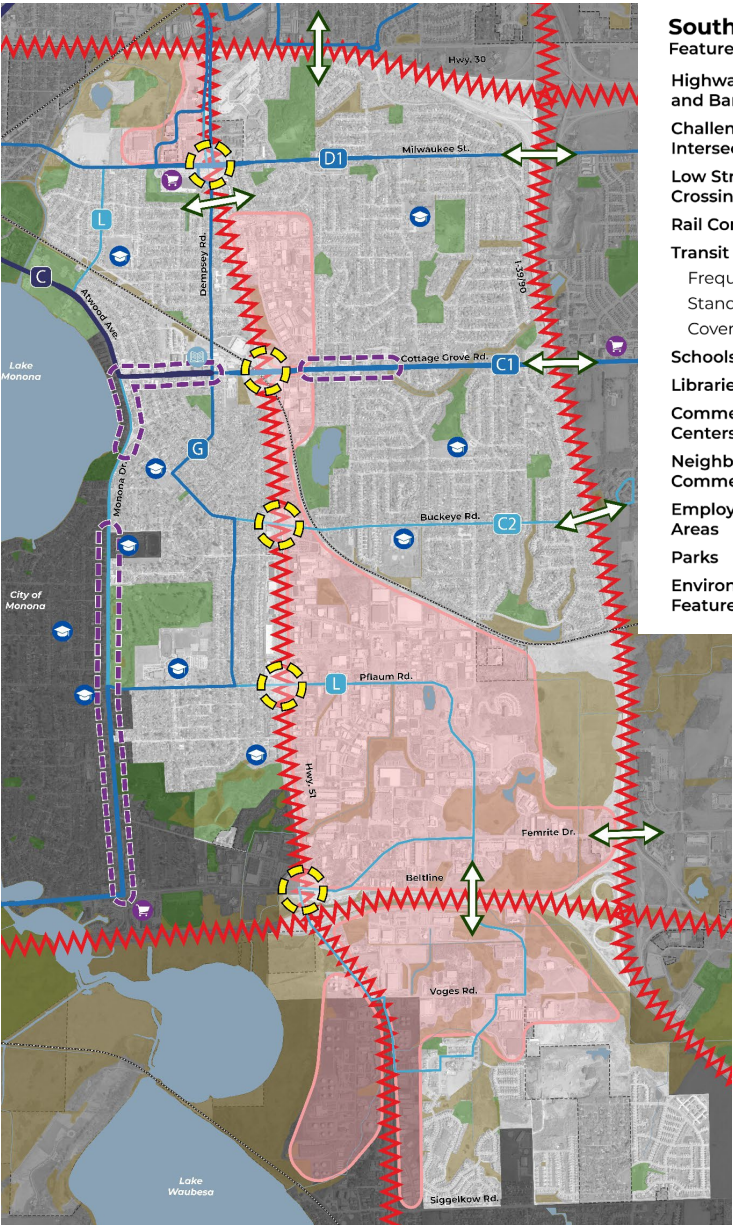 South
Feature
Highwa
and Bar
Challen
Intersec
Low Str
Crossin
Rail Cor
Transit
Frequ
Stand
Cover
Schools
Librarie
Comme
Centers
Neighb
Comme
Employ
Areas
Parks
Environ
Feature
Hwy. 30
Milwaukee St.
D1
L
Dempsey Rd.
I-39/90
C
Atwood Ave.
Lake
Monona
Cottage Grove Rd.
C1
G
Monona Dr.
Buckeye Rd.
C2
City of
Monona
Pflaum Rd.
L
Hwy. 51
Femrite Dr.
Beltline
Voges Rd.
Lake
Waubesa
Siggelkow Rd.